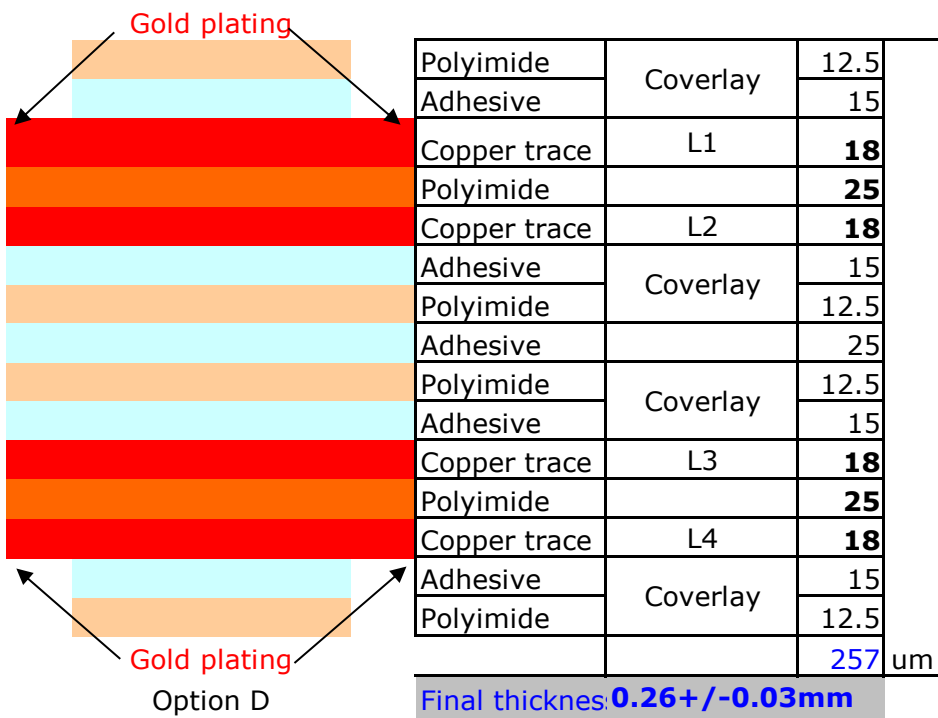 Gold plating
Polyimide Coverlay 12.5
Adhesive 15
Copper trace L1 18
Polyimide 25
Copper trace L2 18
Adhesive Coverlay 15
Polyimide 12.5
Adhesive 25
Polyimide Coverlay 12.5
Adhesive 15
Copper trace L3 18
Polyimide 25
Copper trace L4 18
Adhesive Coverlay 15
Polyimide 12.5
Gold plating 257 um
Option D Final thicknes 0.26+/-0.03mm